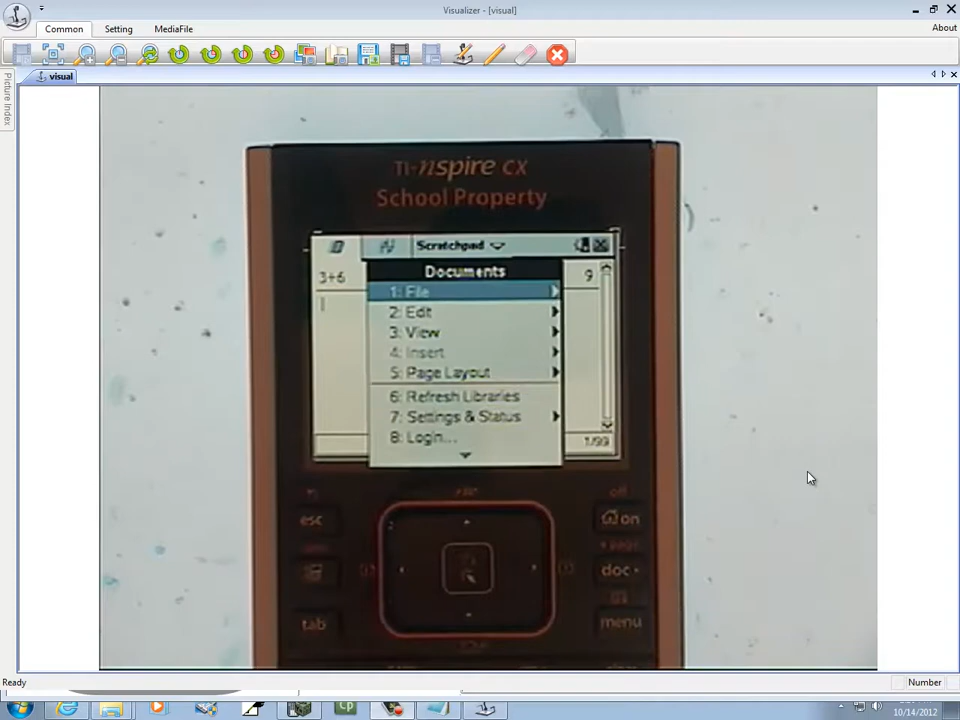 Visualizer - [visual]
Common
Setting
MediaFile
About
visual
Picture Index
TI-nspire CX
School Property
Scratchpad
3+6
9
Documents
1: File
2: Edit
3: View
4: Insert
5: Page Layout
6: Refresh Libraries
7: Settings & Status
8: Login...
1/99
esc
off
on
doc
tab
menu
Ready
Number
Cp
10/14/2012